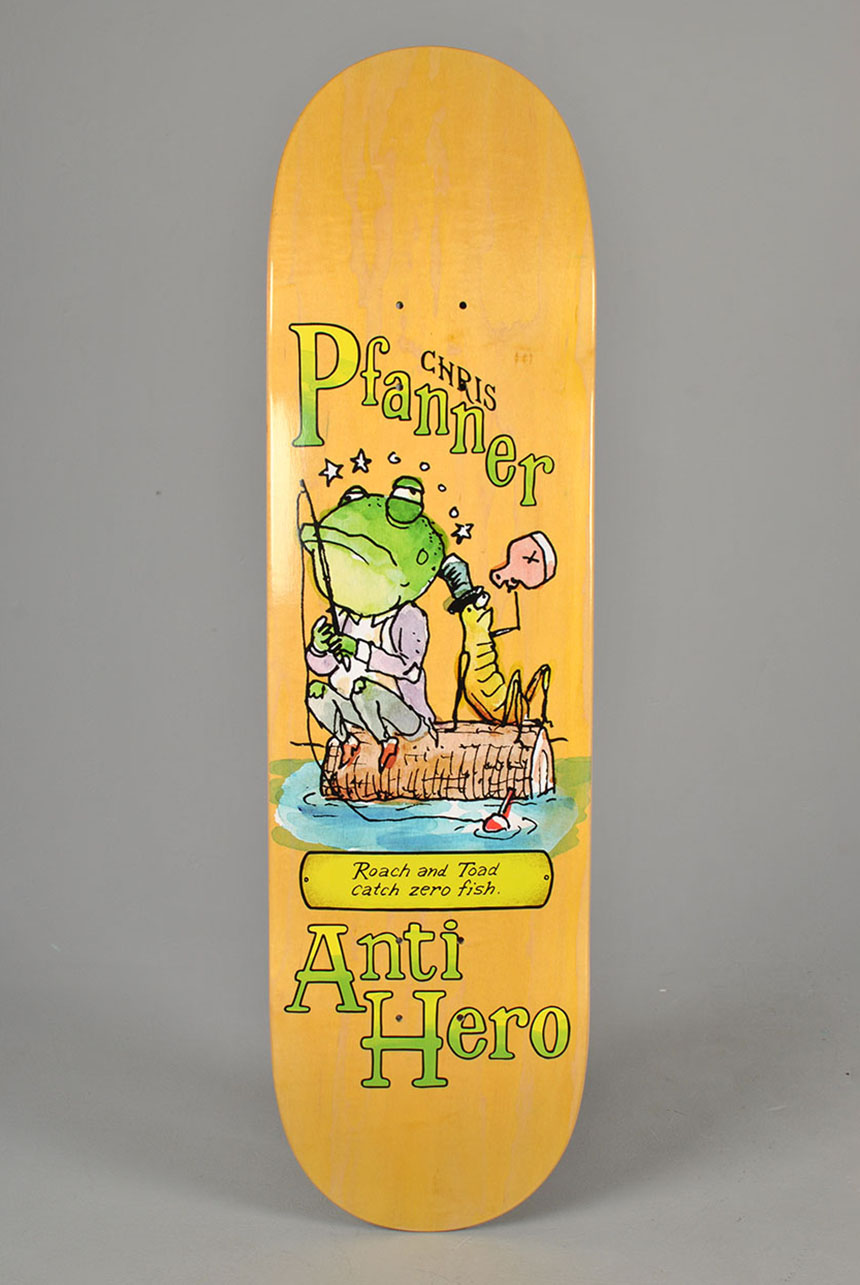 Chris
Pfanner
Roach and Toad
catch zero fish.
Anti
Hero